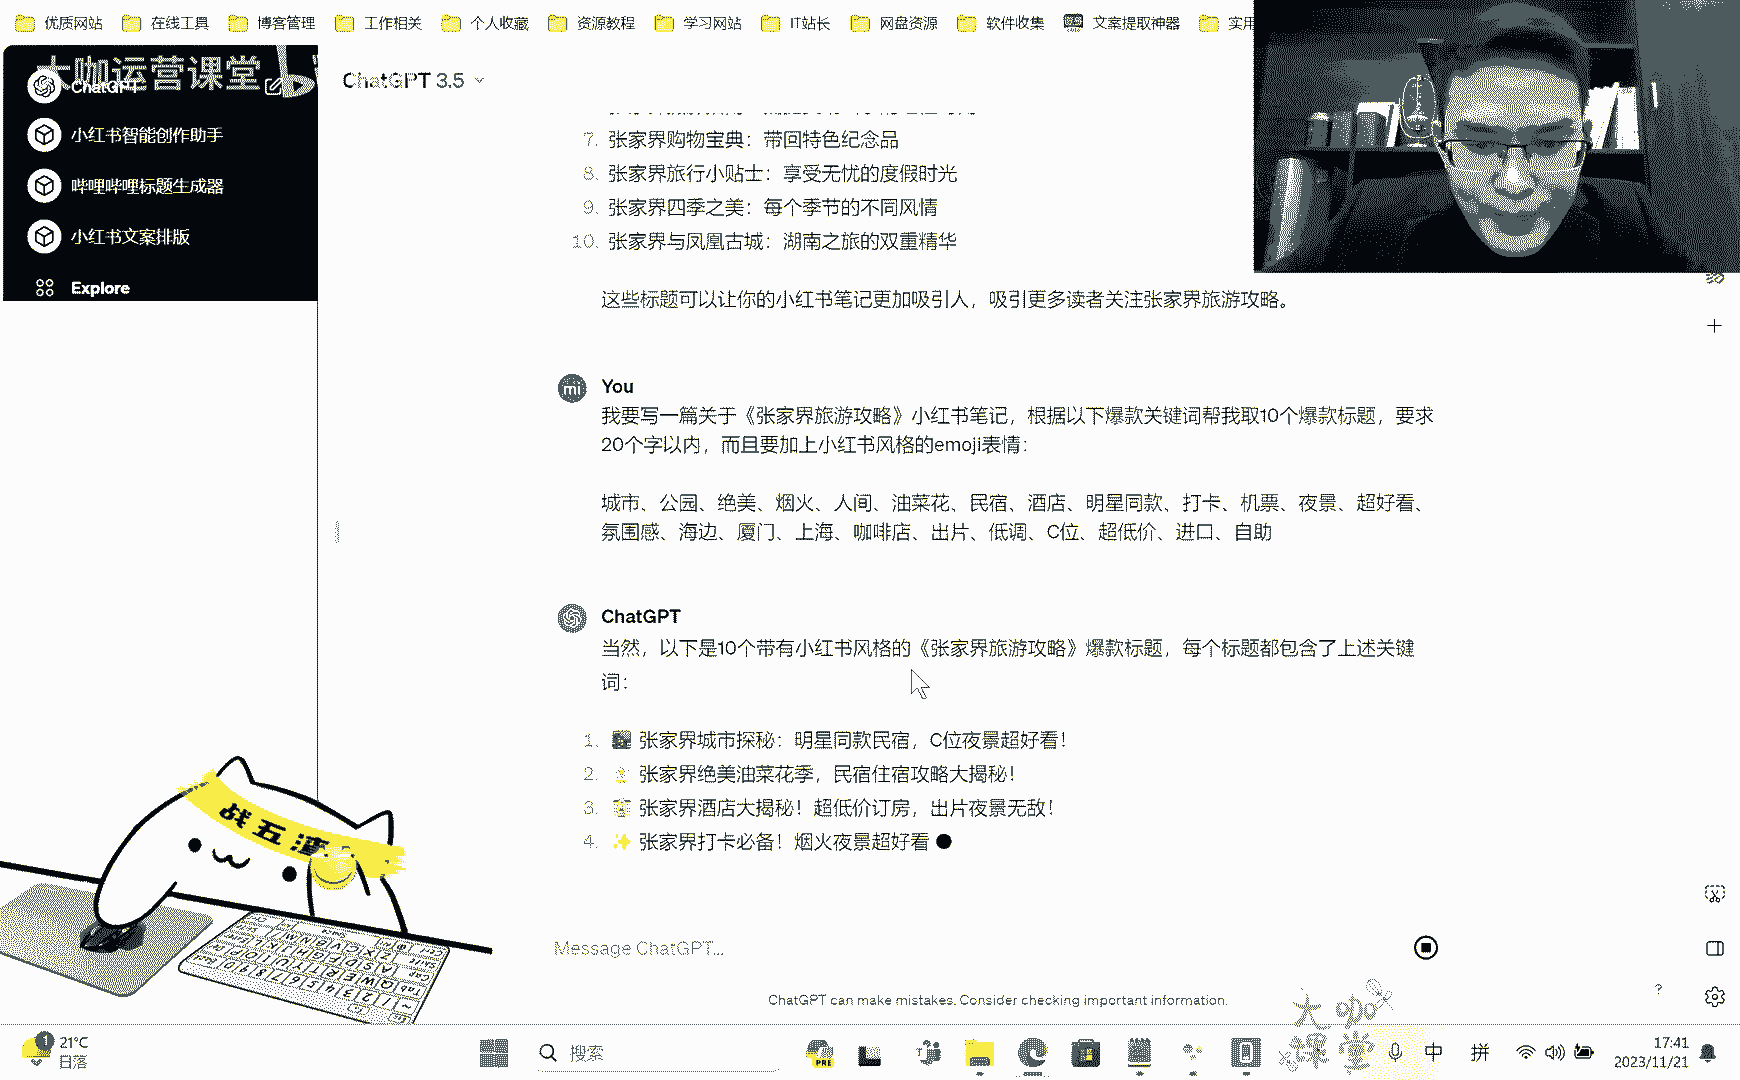 优质网站
在线工具
博客管理
工作相关
个人收藏
资源教程
学习网站
IT站长
网盘资源
软件收集
文案提取神器
实用
大咖运营课堂
ChatGPT
小红书智能创作助手
哔哩哔哩标题生成器
小红书文案排版
Explore
ChatGPT 3.5
7. 张家界购物宝典：带回特色纪念品
8. 张家界旅行小贴士：享受无忧的度假时光
9. 张家界四季之美：每个季节的不同风情
10. 张家界与凤凰古城：湖南之旅的双重精华
这些标题可以让你的小红书笔记更加吸引人，吸引更多读者关注张家界旅游攻略。
mi
You
我要写一篇关于《张家界旅游攻略》小红书笔记，根据以下爆款关键词帮我取10个爆款标题，要求
20个字以内，而且要加上小红书风格的emoji表情：
城市、公园、绝美、烟火、人间、油菜花、民宿、酒店、明星同款、打卡、机票、夜景、超好看、
氛围感、海边、厦门、上海、咖啡店、出片、低调、C位、超低价、进口、自助
ChatGPT
当然，以下是10个带有小红书风格的《张家界旅游攻略》爆款标题，每个标题都包含了上述关键
词：
1. 🌃 张家界城市探秘：明星同款民宿，C位夜景超好看！
2. 张家界绝美油菜花季，民宿住宿攻略大揭秘！
3. 张家界酒店大揭秘！超低价订房，出片夜景无敌！
4. ✨ 张家界打卡必备！烟火夜景超好看
Message ChatGPT...
ChatGPT can make mistakes. Consider checking important information.
?
大咖
课堂
1
21°C
日落
搜索
PRE
中
拼
17:41
2023/11/21